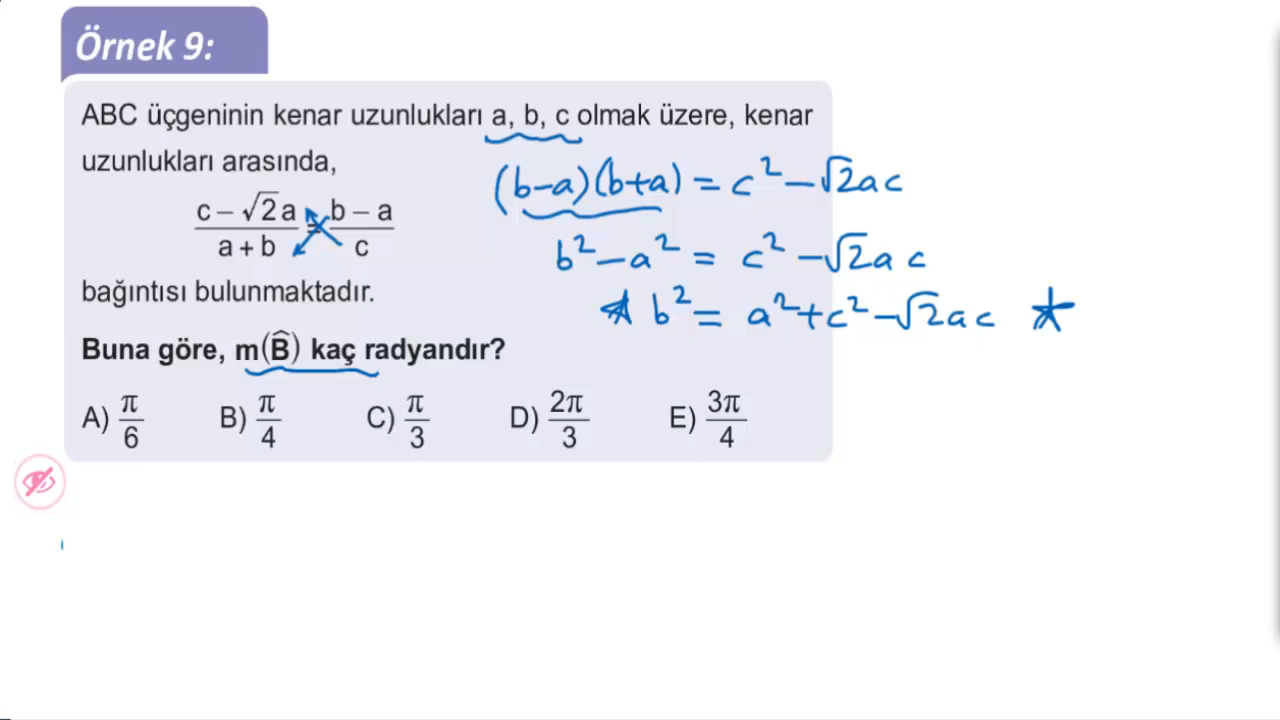 Örnek 9:
ABC üçgeninin kenar uzunlukları a, b, c olmak üzere, kenar
uzunlukları arasında,
(b-a)(b+a) = c² - √2ac
c - √2a / a + b = b - a / c
b² - a² = c² - √2ac
bağıntısı bulunmaktadır.
★ b² = a² + c² - √2ac ★
Buna göre, m(B̂) kaç radyandır?
A) π/6 B) π/4 C) π/3 D) 2π/3 E) 3π/4